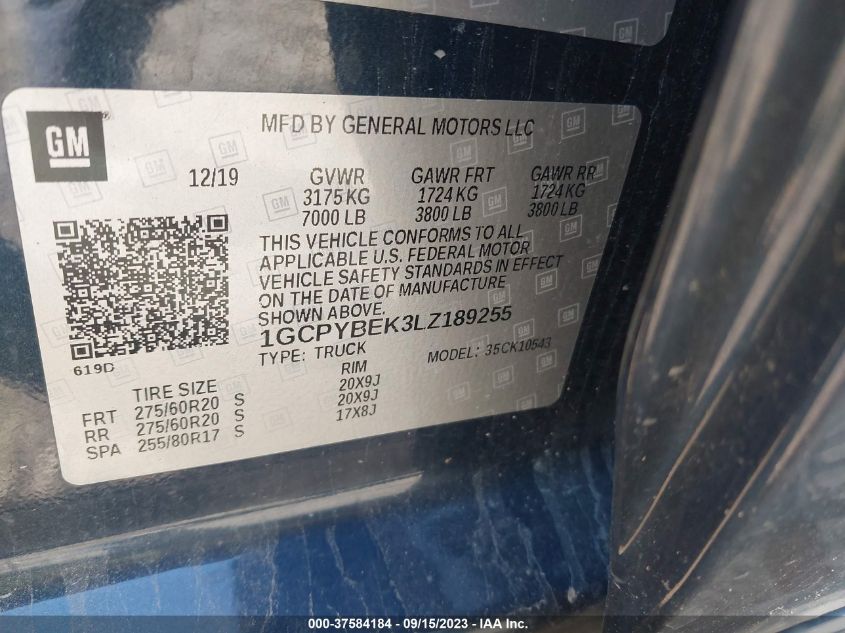 GM
MFD BY GENERAL MOTORS LLC
12/19 GVWR GAWR FRT GAWR RR
3175 KG 1724 KG 1724 KG
7000 LB 3800 LB 3800 LB
THIS VEHICLE CONFORMS TO ALL
APPLICABLE U.S. FEDERAL MOTOR
VEHICLE SAFETY STANDARDS IN EFFECT
ON THE DATE OF MANUFACTURE
SHOWN ABOVE.
1GCPYBEK3LZ189255
TYPE: TRUCK MODEL: 35CK10543
619D
TIRE SIZE RIM
FRT 275/60R20 S 20X9J
RR 275/60R20 S 20X9J
SPA 255/80R17 S 17X8J
000-37584184 - 09/15/2023 - IAA Inc.